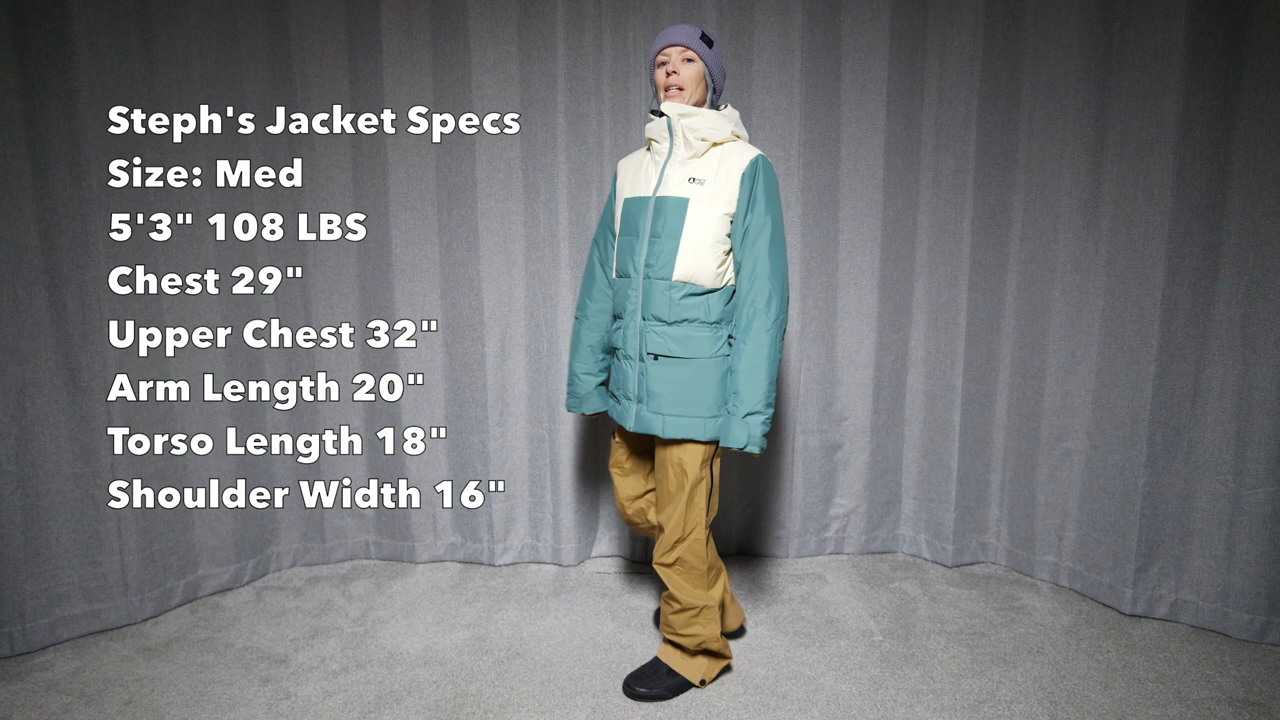 Steph's Jacket Specs
Size: Med
5'3" 108 LBS
Chest 29"
Upper Chest 32"
Arm Length 20"
Torso Length 18"
Shoulder Width 16"